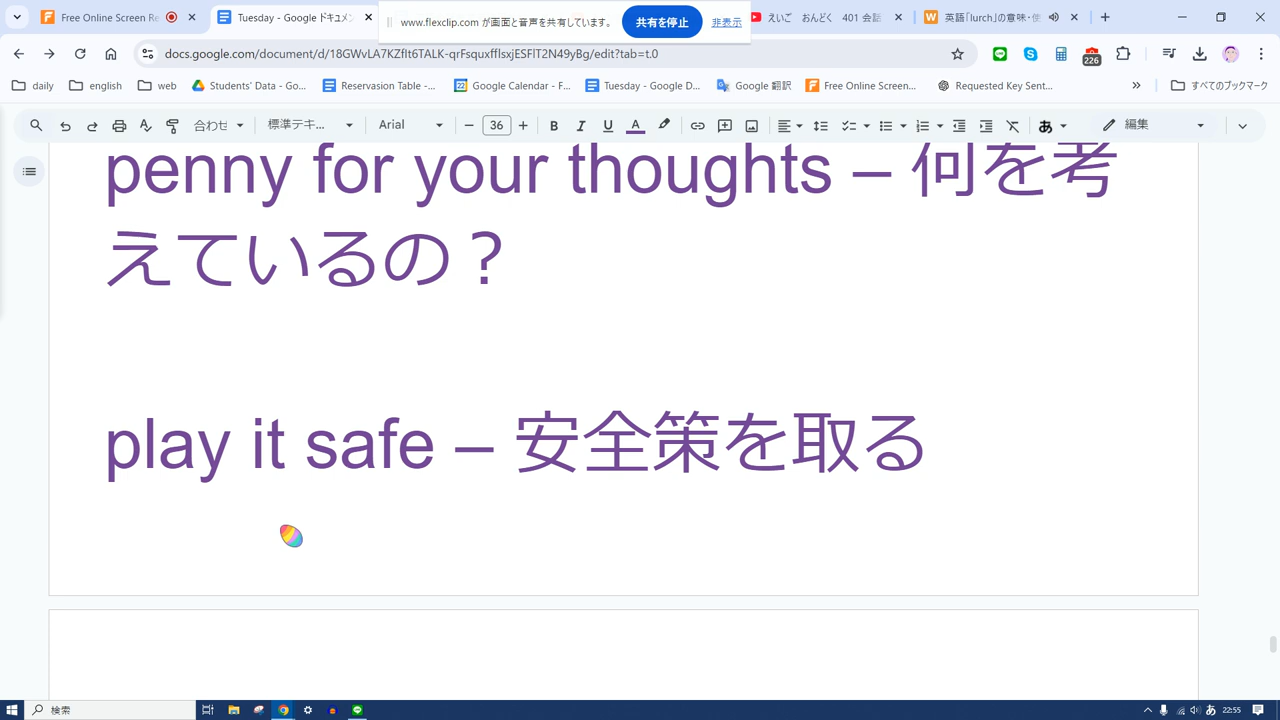 Free Online Screen Re
Tuesday - Google ドキュメン
www.flexclip.com が画面と音声を共有しています。
共有を停止
非表示
えいご おんどく 401 会話
英語「lurch」の意味・使
docs.google.com/document/d/18GWyLA7KZflt6TALK-qrFsquxfflsxjESFlT2N49yBg/edit?tab=t.0
226
daily
english
web
Students' Data - Go...
Reservasion Table -...
Google Calendar - F...
Tuesday - Google D...
Google 翻訳
Free Online Screen...
Requested Key Sent...
すべてのブックマーク
合わせ
標準テキ...
Arial
36
B
I
U
A
あ
編集
penny for your thoughts – 何を考
えているの？
play it safe – 安全策を取る
検索
あ
22:55